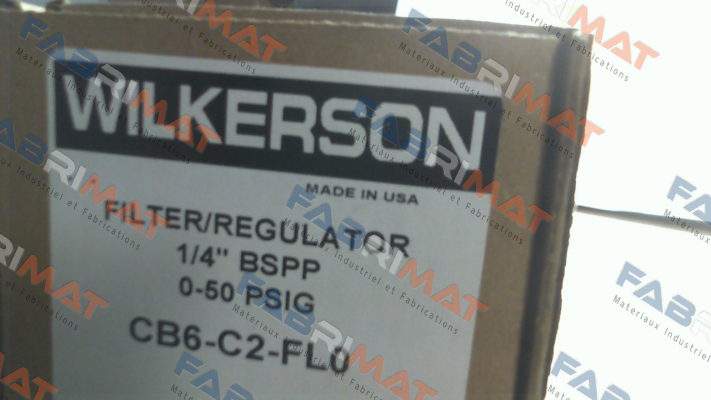 WILKERSON
MADE IN USA
FILTER/REGULATOR
1/4" BSPP
0-50 PSIG
CB6-C2-FL0
FABRIMAT
Materiaux Industriel et Fabrications